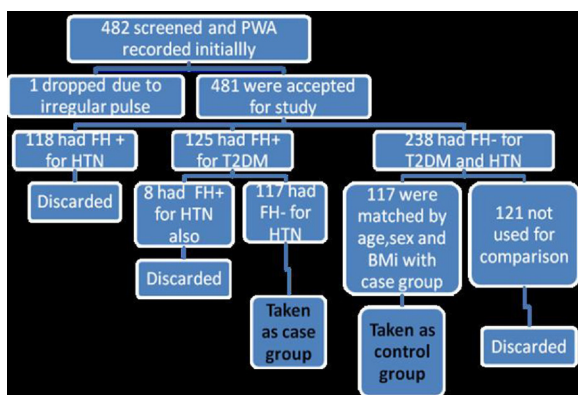 482 screened and PWA
recorded initiallly
1 dropped due to
irregular pulse
481 were accepted
for study
118 had FH +
for HTN
125 had FH+
for T2DM
238 had FH- for
T2DM and HTN
Discarded
8 had FH+
for HTN
also
117 had
FH- for
HTN
117 were
matched by
age,sex and
BMi with
case group
121 not
used for
comparison
Discarded
Taken
as case
group
Taken as
control
group
Discarded